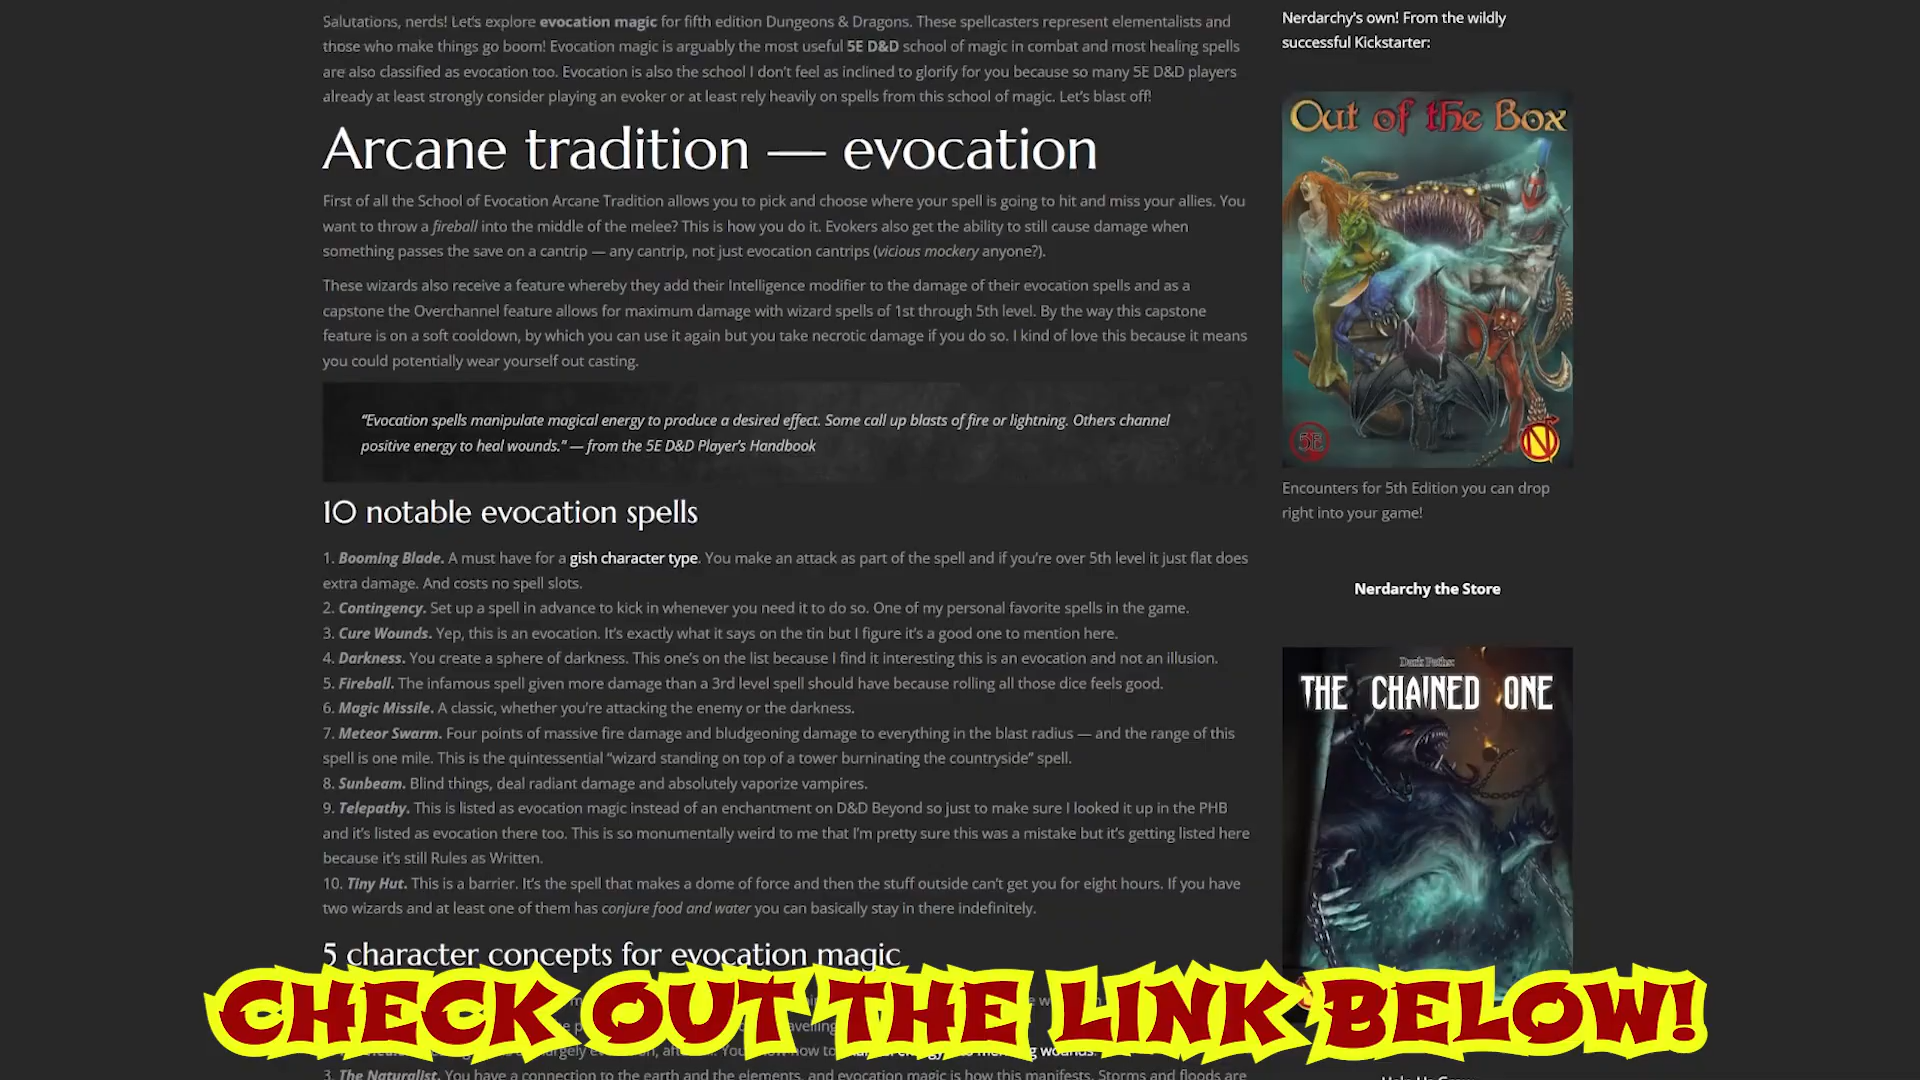 Salutations, nerds! Let's explore evocation magic for fifth edition Dungeons & Dragons. These spellcasters represent elementalists and
those who make things go boom! Evocation magic is arguably the most useful 5E D&D school of magic in combat and most healing spells
are also classified as evocation too. Evocation is also the school I don't feel as inclined to glorify for you because so many 5E D&D players
already at least strongly consider playing an evoker or at least rely heavily on spells from this school of magic. Let's blast off!
Arcane tradition — evocation
First of all the School of Evocation Arcane Tradition allows you to pick and choose where your spell is going to hit and miss your allies. You
want to throw a fireball into the middle of the melee? This is how you do it. Evokers also get the ability to still cause damage when
something passes the save on a cantrip — any cantrip, not just evocation cantrips (vicious mockery anyone?).
These wizards also receive a feature whereby they add their Intelligence modifier to the damage of their evocation spells and as a
capstone the Overchannel feature allows for maximum damage with wizard spells of 1st through 5th level. By the way this capstone
feature is on a soft cooldown, by which you can use it again but you take necrotic damage if you do so. I kind of love this because it means
you could potentially wear yourself out casting.
“Evocation spells manipulate magical energy to produce a desired effect. Some call up blasts of fire or lightning. Others channel
positive energy to heal wounds.” — from the 5E D&D Player's Handbook
10 notable evocation spells
1. Booming Blade. A must have for a gish character type. You make an attack as part of the spell and if you're over 5th level it just flat does
extra damage. And costs no spell slots.
2. Contingency. Set up a spell in advance to kick in whenever you need it to do so. One of my personal favorite spells in the game.
3. Cure Wounds. Yep, this is an evocation. It's exactly what it says on the tin but I figure it's a good one to mention here.
4. Darkness. You create a sphere of darkness. This one's on the list because I find it interesting this is an evocation and not an illusion.
5. Fireball. The infamous spell given more damage than a 3rd level spell should have because rolling all those dice feels good.
6. Magic Missile. A classic, whether you're attacking the enemy or the darkness.
7. Meteor Swarm. Four points of massive fire damage and bludgeoning damage to everything in the blast radius — and the range of this
spell is one mile. This is the quintessential “wizard standing on top of a tower burninating the countryside” spell.
8. Sunbeam. Blind things, deal radiant damage and absolutely vaporize vampires.
9. Telepathy. This is listed as evocation magic instead of an enchantment on D&D Beyond so just to make sure I looked it up in the PHB
and it's listed as evocation there too. This is so monumentally weird to me that I'm pretty sure this was a mistake but it's getting listed here
because it's still Rules as Written.
10. Tiny Hut. This is a barrier. It's the spell that makes a dome of force and then the stuff outside can't get you for eight hours. If you have
two wizards and at least one of them has conjure food and water you can basically stay in there indefinitely.
5 character concepts for evocation magic
3. The Naturalist. You have a connection to the earth and the elements, and evocation magic is how this manifests. Storms and floods are
CHECK OUT THE LINK BELOW!
Nerdarchy's own! From the wildly
successful Kickstarter:
Out of the Box
5E
N
Encounters for 5th Edition you can drop
right into your game!
Nerdarchy the Store
Dark Paths:
THE CHAINED ONE